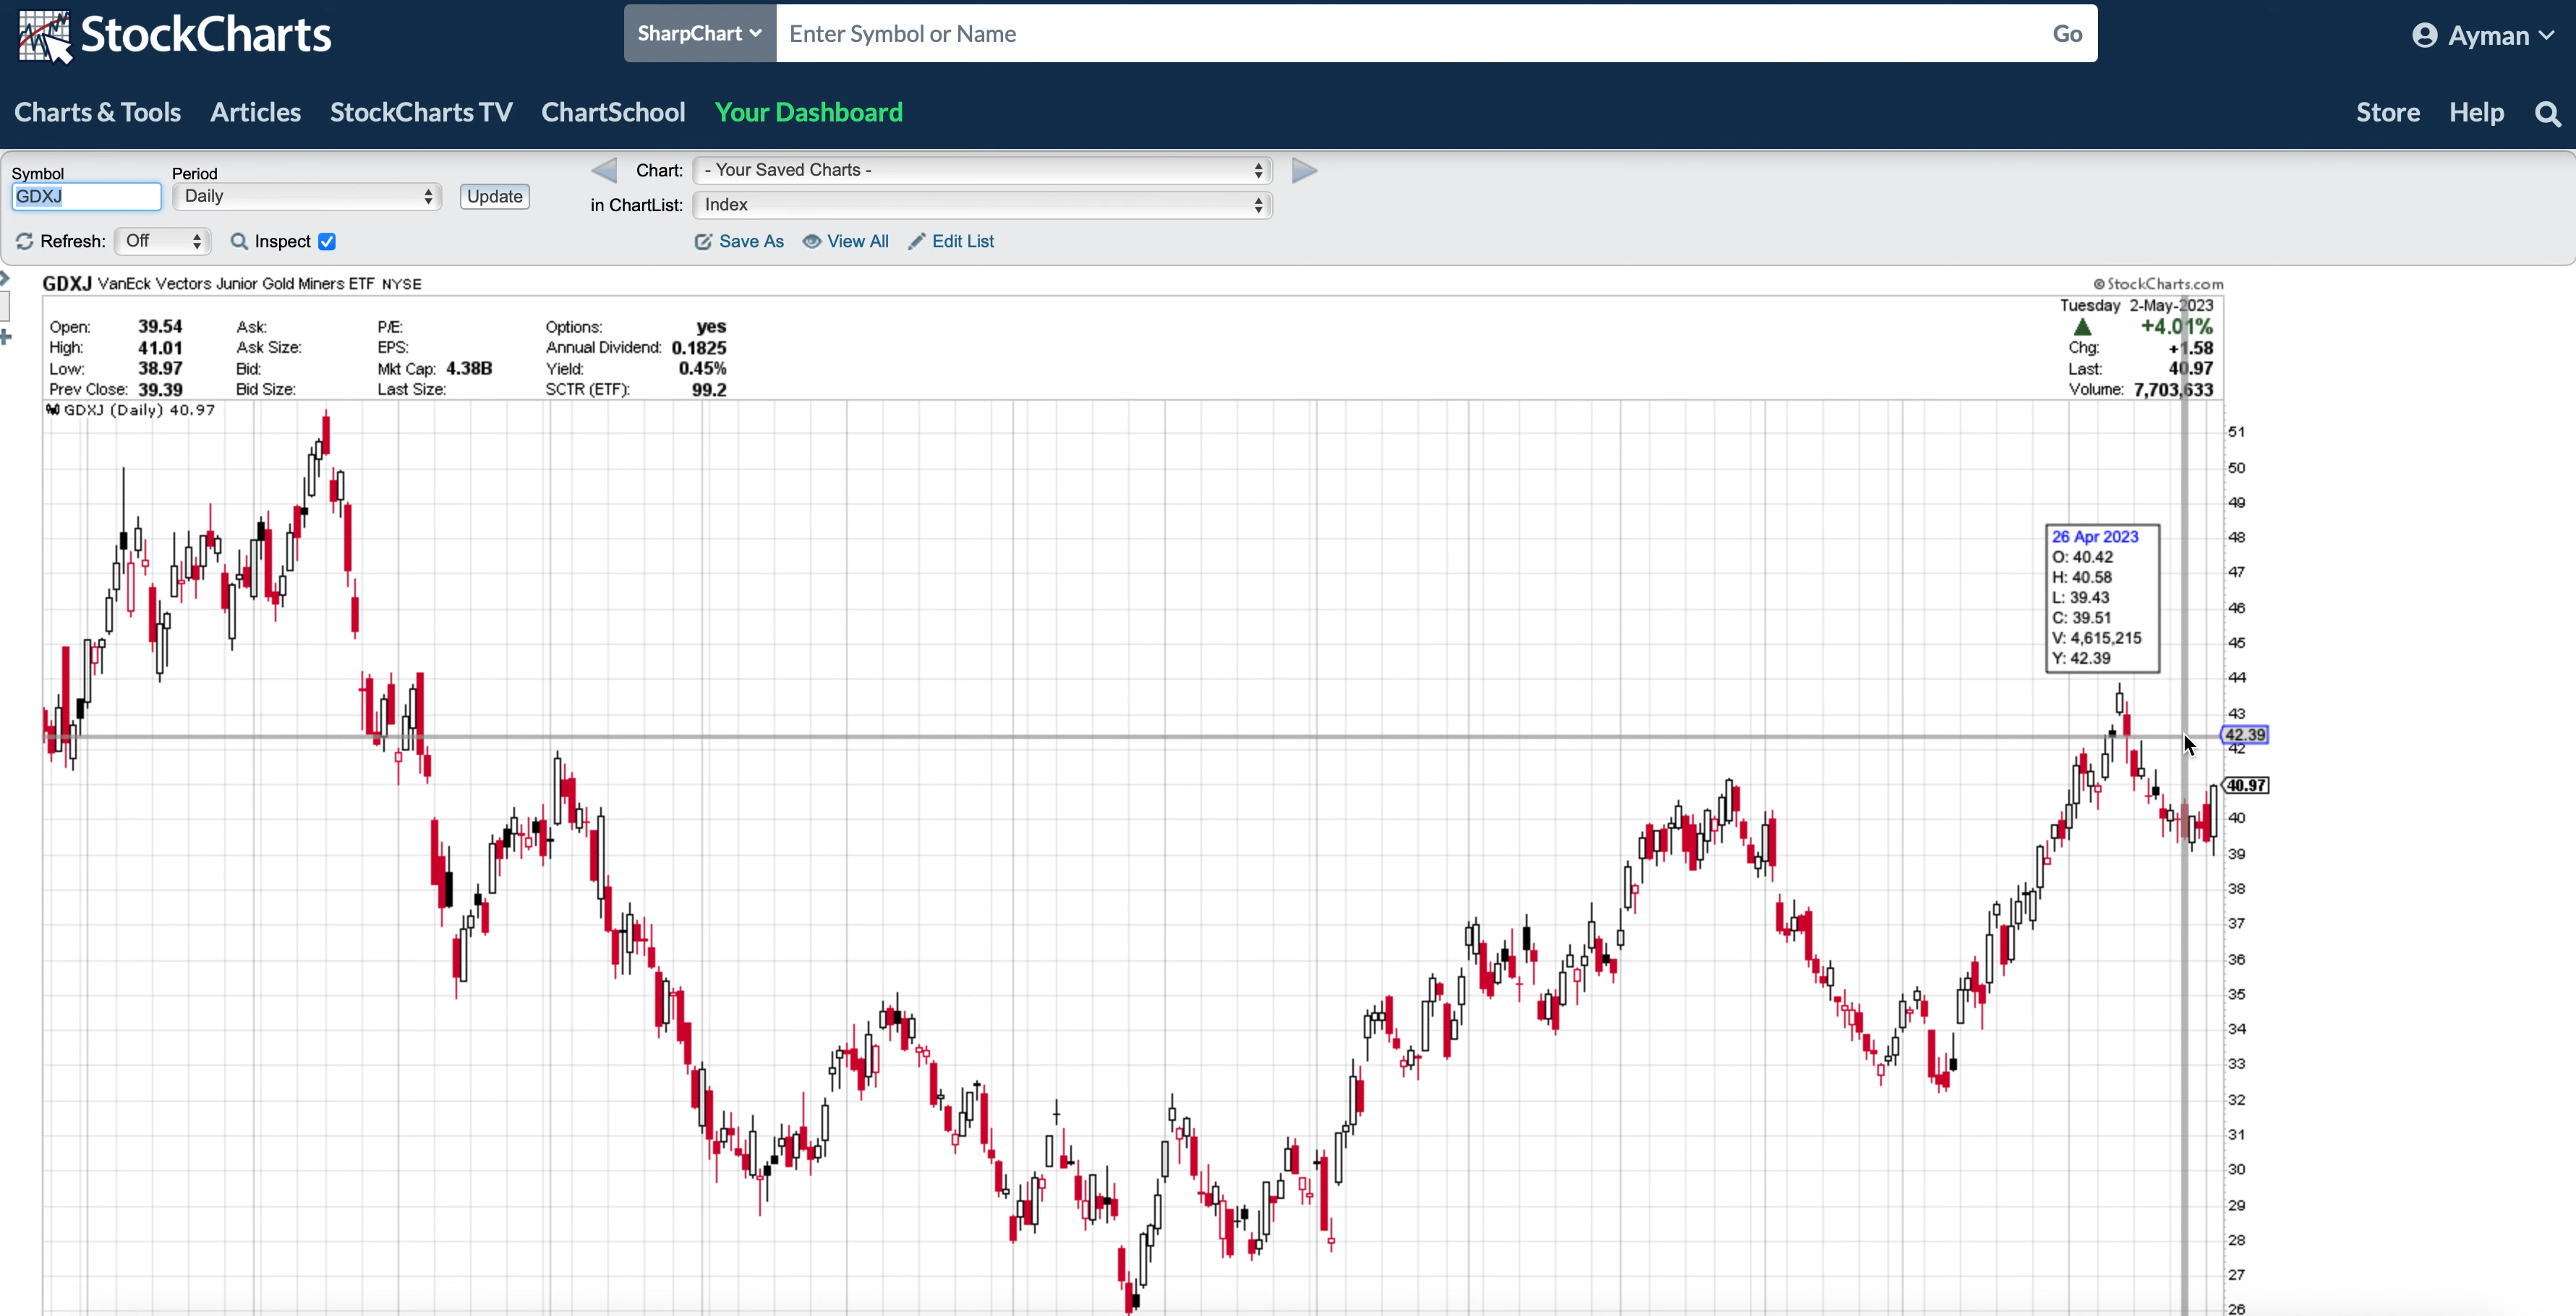 StockCharts
SharpChart
Enter Symbol or Name
Go
Ayman
Charts & Tools
Articles
StockCharts TV
ChartSchool
Your Dashboard
Store
Help
Symbol
Period
GDXJ
Daily
Update
Chart:
- Your Saved Charts -
in ChartList:
Index
Refresh:
Off
Inspect
Save As
View All
Edit List
GDXJ VanEck Vectors Junior Gold Miners ETF NYSE
© StockCharts.com
Tuesday 2-May-2023
Open: 39.54 Ask: P/E: Options: yes
+4.01%
High: 41.01 Ask Size: EPS: Annual Dividend: 0.1825
Chg: +1.58
Low: 38.97 Bid: Mkt Cap: 4.38B Yield: 0.45%
Last: 40.97
Prev Close: 39.39 Bid Size: Last Size: SCTR (ETF): 99.2
Volume: 7,703,633
GDXJ (Daily) 40.97
51
50
49
48
47
46
45
44
43
42.39
42
40.97
40
39
38
37
36
35
34
33
32
31
30
29
28
27
26
26 Apr 2023
O: 40.42
H: 40.58
L: 39.43
C: 39.51
V: 4,615,215
Y: 42.39